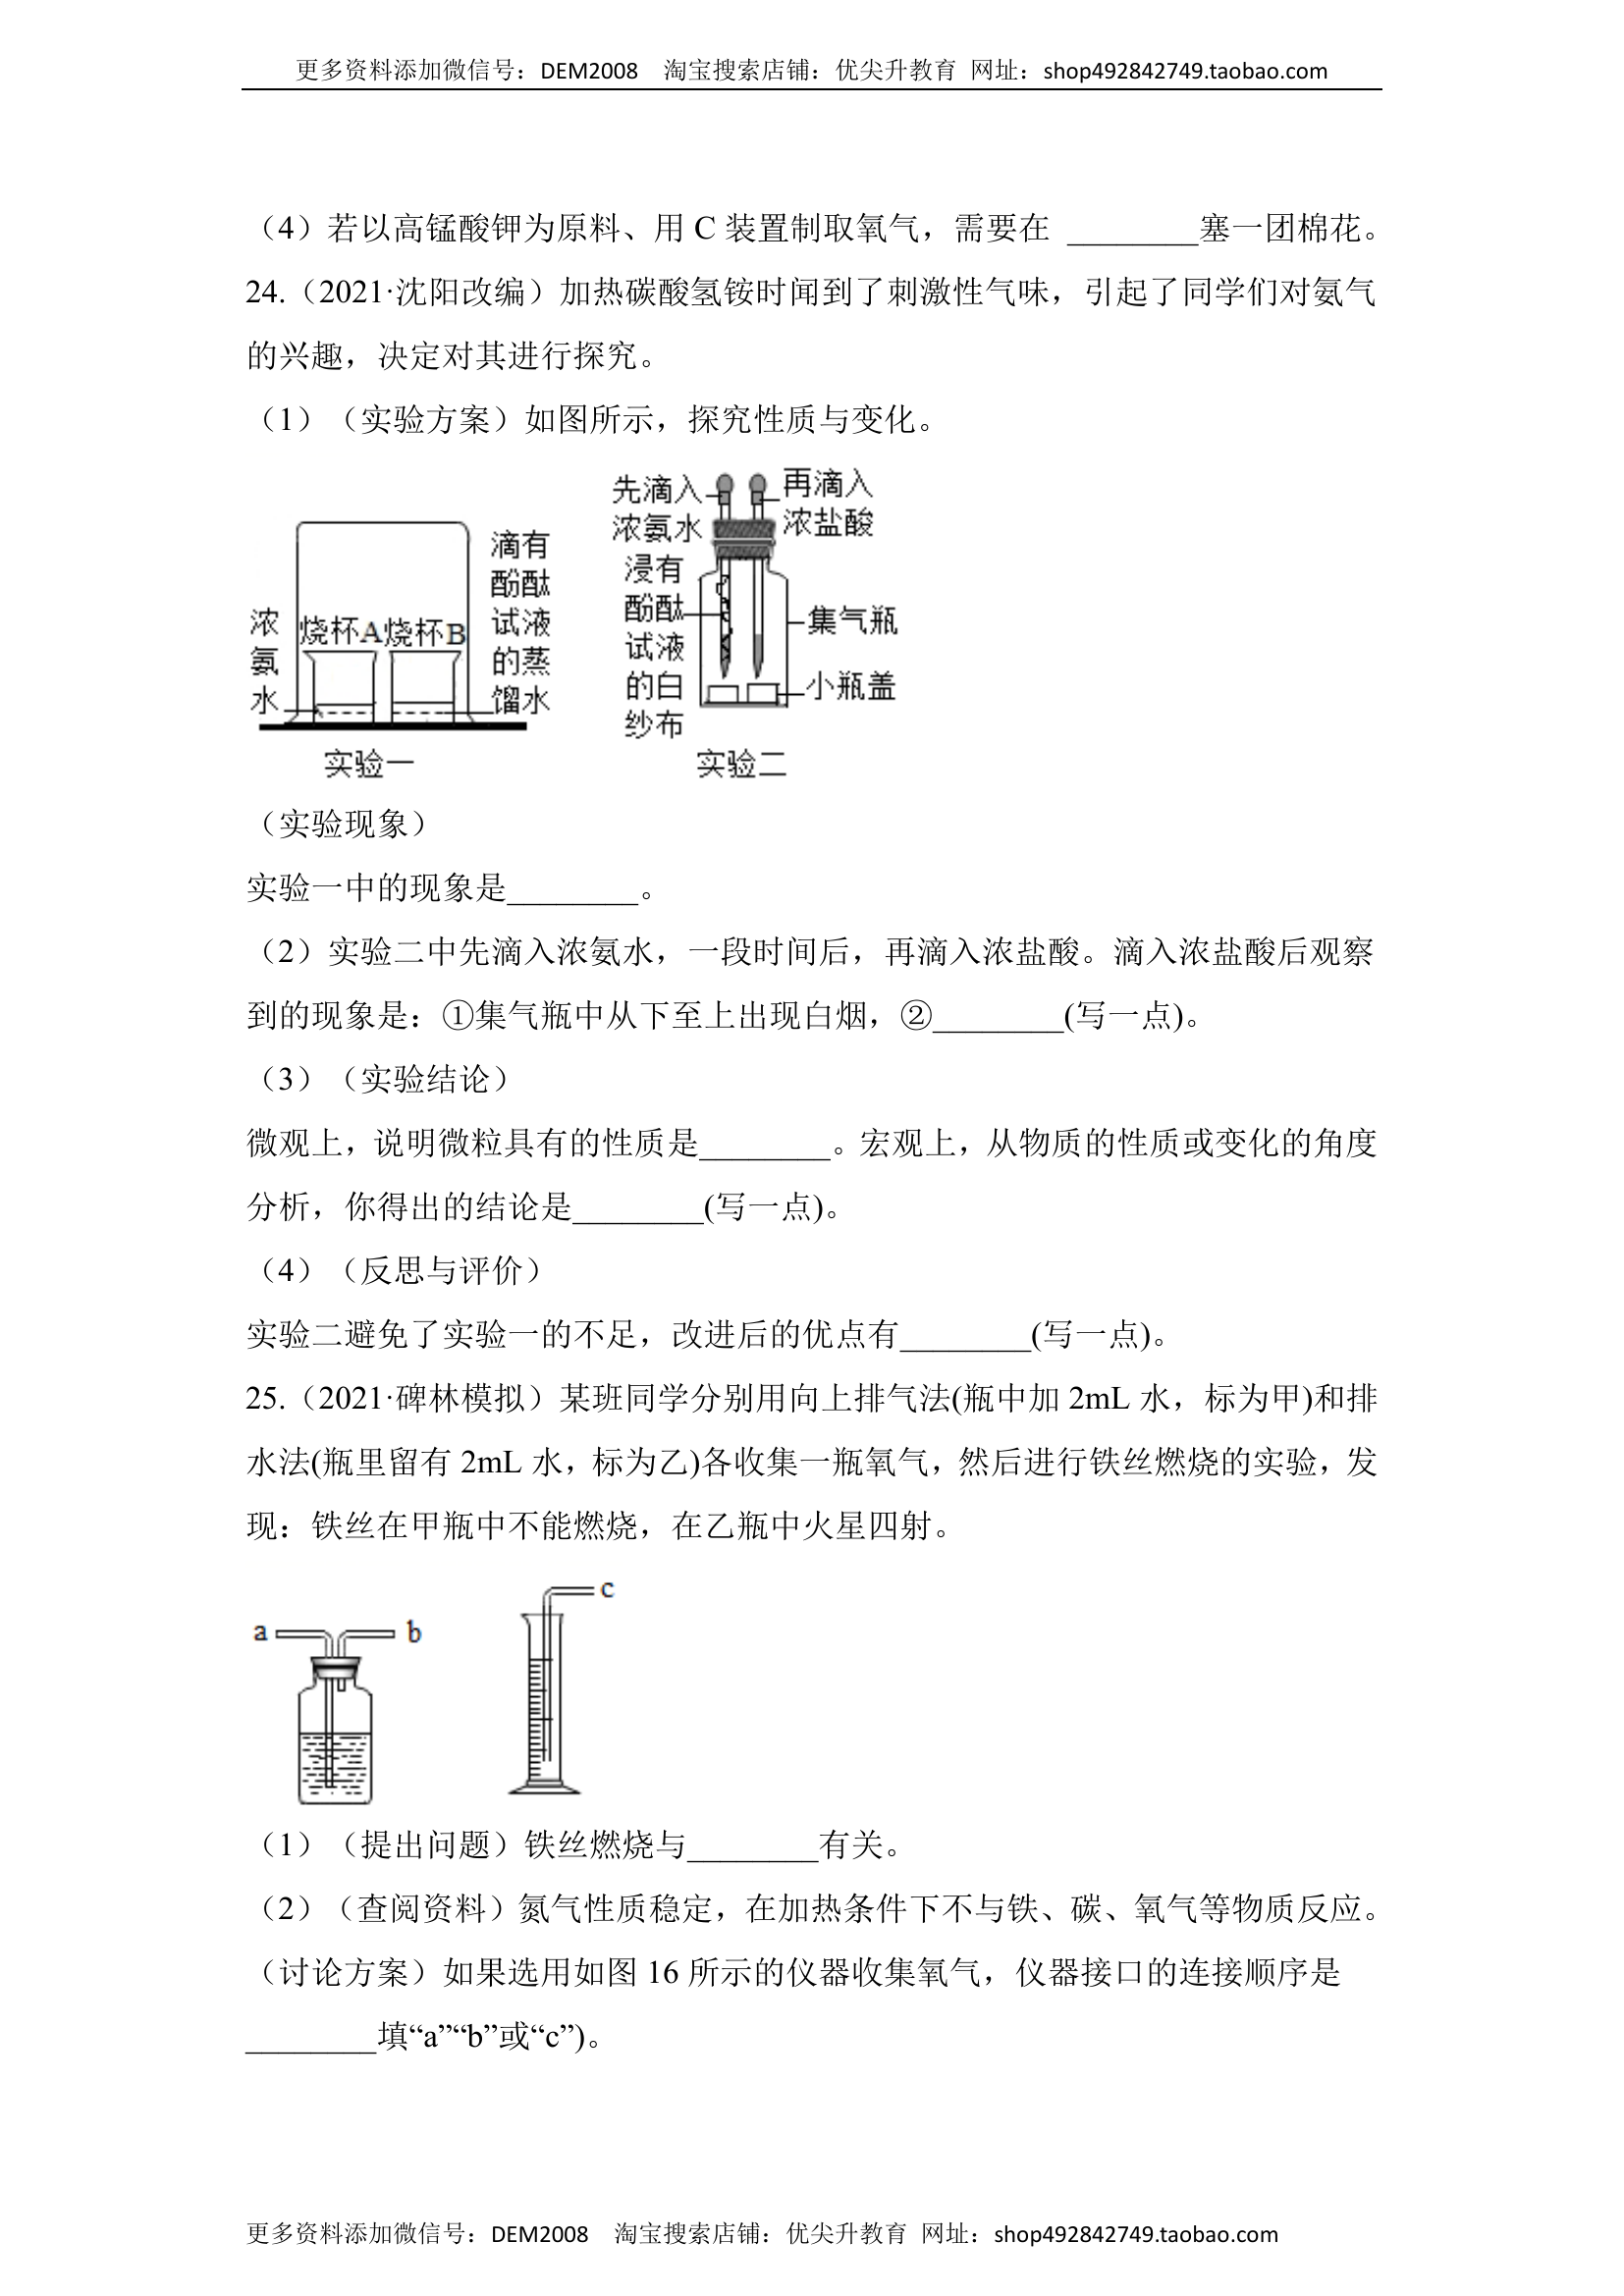 更多资料添加微信号：DEM2008 淘宝搜索店铺：优尖升教育 网址：shop492842749.taobao.com
（4）若以高锰酸钾为原料、用 C 装置制取氧气，需要在 ________塞一团棉花。
24.（2021·沈阳改编）加热碳酸氢铵时闻到了刺激性气味，引起了同学们对氨气
的兴趣，决定对其进行探究。
（1）（实验方案）如图所示，探究性质与变化。
浓氨水
烧杯A
烧杯B
滴有酚酞试液的蒸馏水
实验一
先滴入浓氨水
再滴入浓盐酸
浸有酚酞试液的白纱布
集气瓶
小瓶盖
实验二
（实验现象）
实验一中的现象是________。
（2）实验二中先滴入浓氨水，一段时间后，再滴入浓盐酸。滴入浓盐酸后观察
到的现象是：①集气瓶中从下至上出现白烟，②________(写一点)。
（3）（实验结论）
微观上，说明微粒具有的性质是________。宏观上，从物质的性质或变化的角度
分析，你得出的结论是________(写一点)。
（4）（反思与评价）
实验二避免了实验一的不足，改进后的优点有________(写一点)。
25.（2021·碑林模拟）某班同学分别用向上排气法(瓶中加 2mL 水，标为甲)和排
水法(瓶里留有 2mL 水，标为乙)各收集一瓶氧气，然后进行铁丝燃烧的实验，发
现：铁丝在甲瓶中不能燃烧，在乙瓶中火星四射。
a
b
c
（1）（提出问题）铁丝燃烧与________有关。
（2）（查阅资料）氮气性质稳定，在加热条件下不与铁、碳、氧气等物质反应。
（讨论方案）如果选用如图 16 所示的仪器收集氧气，仪器接口的连接顺序是
________填“a”“b”或“c”)。
更多资料添加微信号：DEM2008 淘宝搜索店铺：优尖升教育 网址：shop492842749.taobao.com